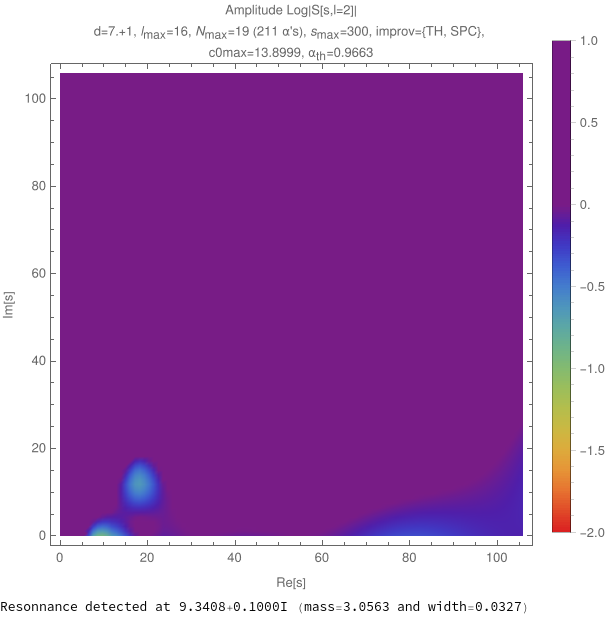 Amplitude Log|S[s,l=2]|
d=7.+1, lmax=16, Nmax=19 (211 α's), smax=300, improv={TH, SPC},
c0max=13.8999, αth=0.9663
1.0
0.5
0.
-0.5
-1.0
-1.5
-2.0
100
80
60
40
20
0
Im[s]
0 20 40 60 80 100
Re[s]
Resonnance detected at 9.3408+0.1000I (mass=3.0563 and width=0.0327)